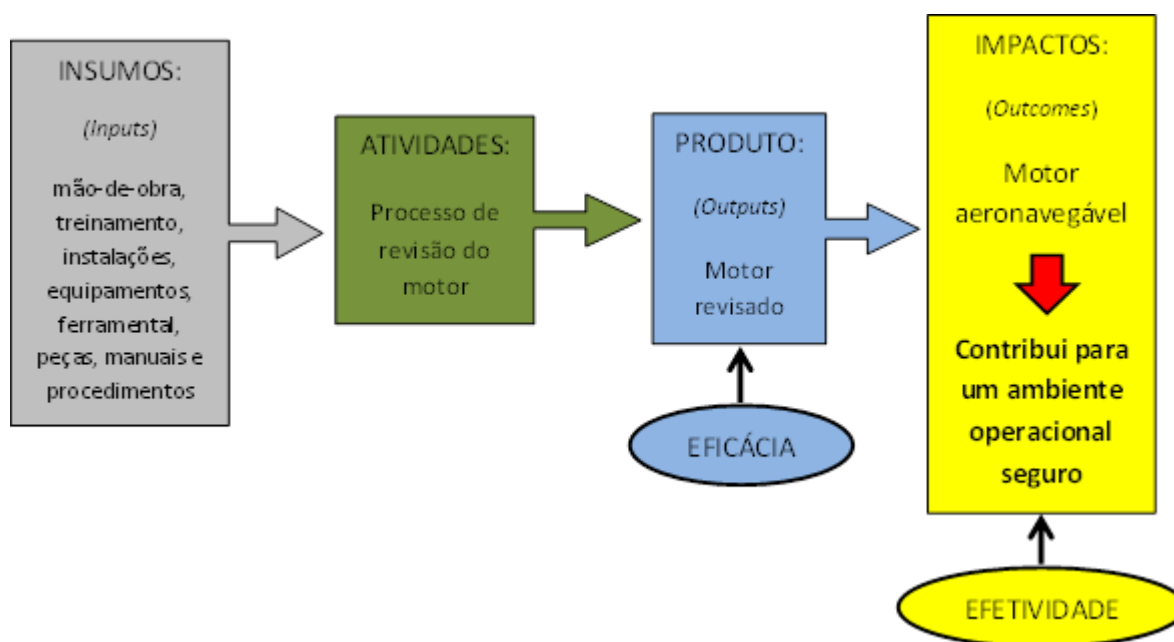 INSUMOS:
(Inputs)
mão-de-obra,
treinamento,
instalações,
equipamentos,
ferramental,
peças, manuais e
procedimentos
ATIVIDADES:
Processo de
revisão do
motor
PRODUTO:
(Outputs)
Motor
revisado
EFICÁCIA
IMPACTOS:
(Outcomes)
Motor
aeronavegável
Contribui para
um ambiente
operacional
seguro
EFETIVIDADE